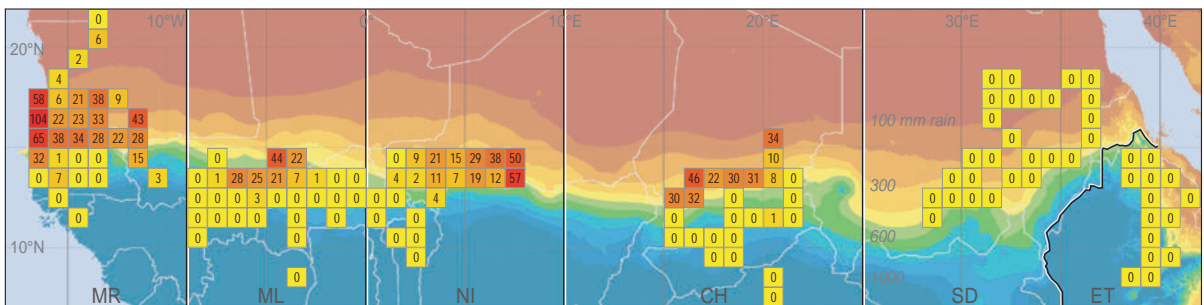 0 10°W 0° 10°E 20°E 30°E 40°E
6
20°N
2
4 0 0 0 0
58 6 21 38 9 0 0 0 0 0
104 22 23 33 43 100 mm rain 0 0
65 38 34 28 22 28 34 0 0
32 1 0 0 15 0 44 22 0 9 21 15 29 38 50 10 0 0 0 0 0 0 0
0 7 0 0 3 0 1 28 25 21 7 1 0 0 4 2 11 7 19 12 57 46 22 30 31 8 0 300 0 0 0 0 0 0 0
0 0 0 0 3 0 0 0 0 0 0 0 4 30 32 0 0 0 0 0 0 0 0 0 0
0 0 0 0 0 0 0 0 0 0 0 0 0 1 0 0 0 0
10°N 0 0 0 0 0 0 0 0 600 0
0 0 0 0 0
0 0 1000 0 0
MR ML NI CH 0 SD ET